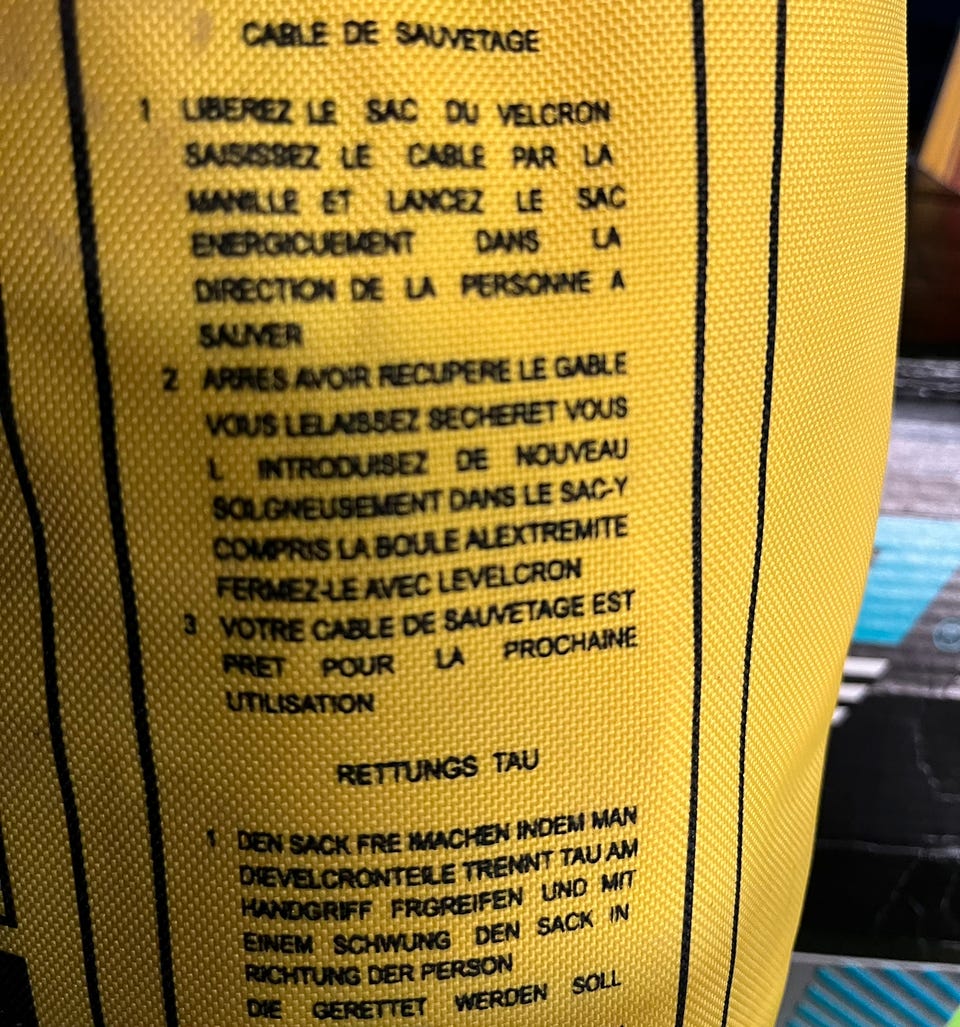 CABLE DE SAUVETAGE
1 LIBEREZ LE SAC DU VELCRON
SAISISSEZ LE CABLE PAR LA
MANILLE ET LANCEZ LE SAC
ENERGICUEMENT DANS LA
DIRECTION DE LA PERSONNE A
SAUVER
2 ARRES AVOIR RECUPERE LE GABLE
VOUS LELAISSEZ SECHERET VOUS
L INTRODUISEZ DE NOUVEAU
SOLGNEUSEMENT DANS LE SAC-Y
COMPRIS LA BOULE ALEXTREMITE
FERMEZ-LE AVEC LEVELCRON
3 VOTRE CABLE DE SAUVETAGE EST
PRET POUR LA PROCHAINE
UTILISATION
RETTUNGS TAU
1 DEN SACK FRE IMACHEN INDEM MAN
DIEVELCRONTEILE TRENNT TAU AM
HANDGRIFF FRGREIFEN UND MIT
EINEM SCHWUNG DEN SACK IN
RICHTUNG DER PERSON
DIE GERETTET WERDEN SOLL